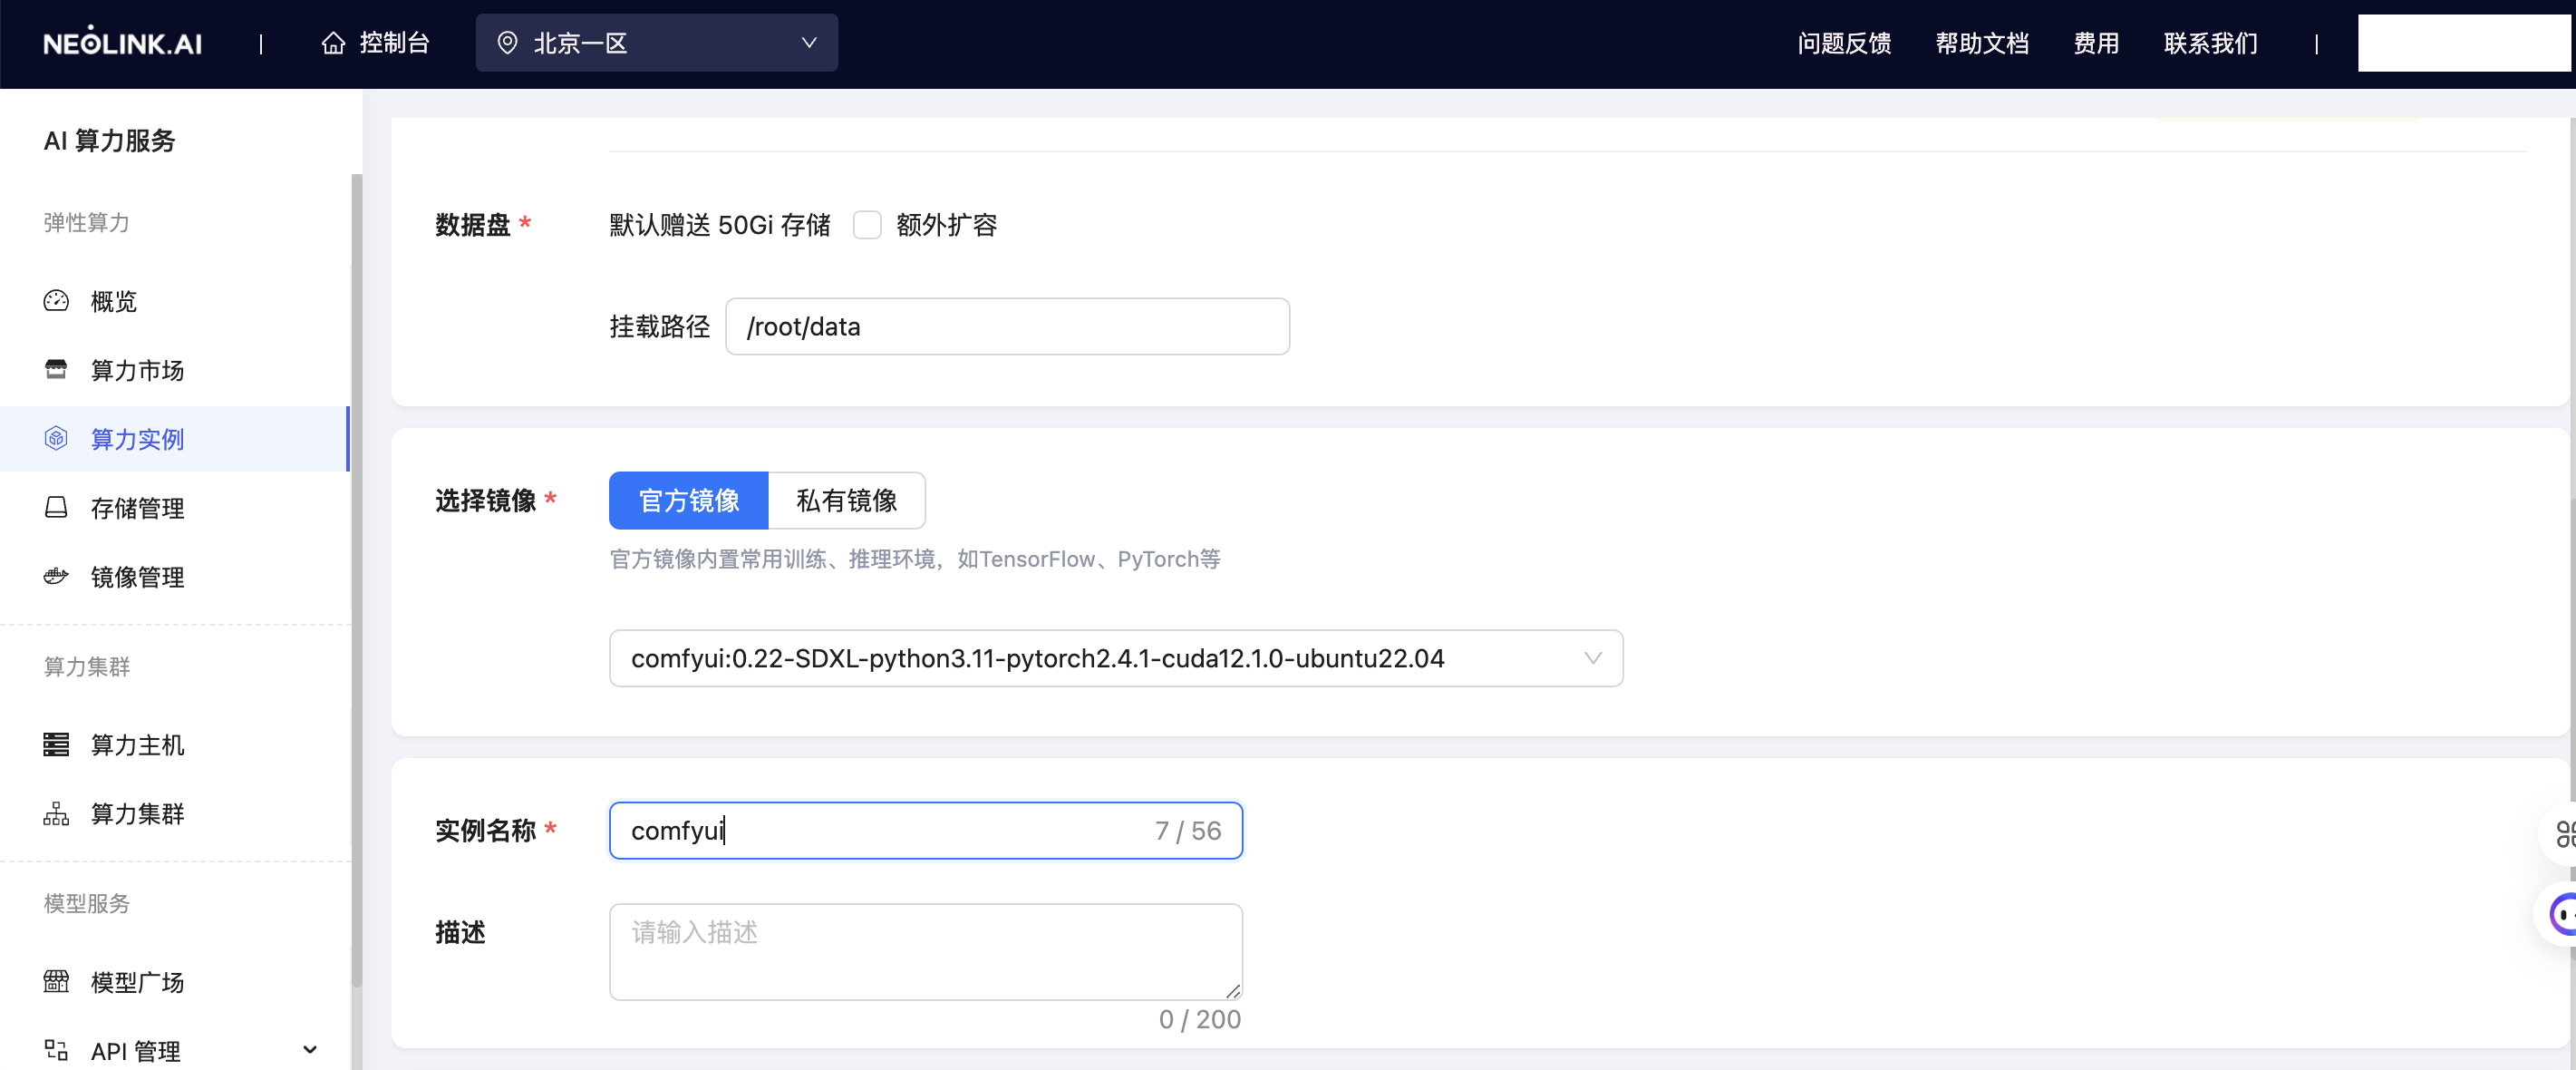 NEOLINK.AI | 控制台 北京一区 问题反馈 帮助文档 费用 联系我们 |
AI 算力服务
弹性算力
概览
算力市场
算力实例
存储管理
镜像管理
算力集群
算力主机
算力集群
模型服务
模型广场
API 管理
数据盘 * 默认赠送 50Gi 存储 额外扩容
挂载路径 /root/data
选择镜像 * 官方镜像 私有镜像
官方镜像内置常用训练、推理环境，如TensorFlow、PyTorch等
comfyui:0.22-SDXL-python3.11-pytorch2.4.1-cuda12.1.0-ubuntu22.04
实例名称 * comfyui 7 / 56
描述 请输入描述
0 / 200